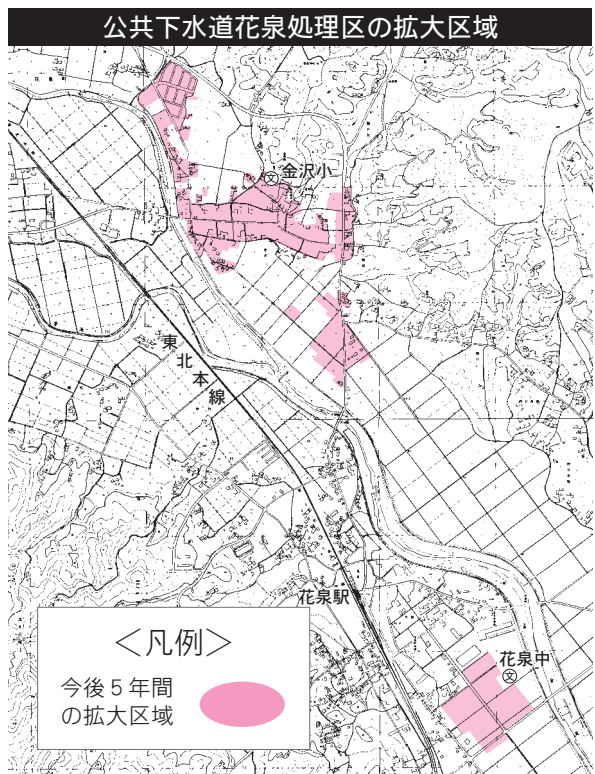 公共下水道花泉処理区の拡大区域
金沢小
文
東北本線
花泉駅
花泉中
文
＜凡例＞
今後５年間
の拡大区域